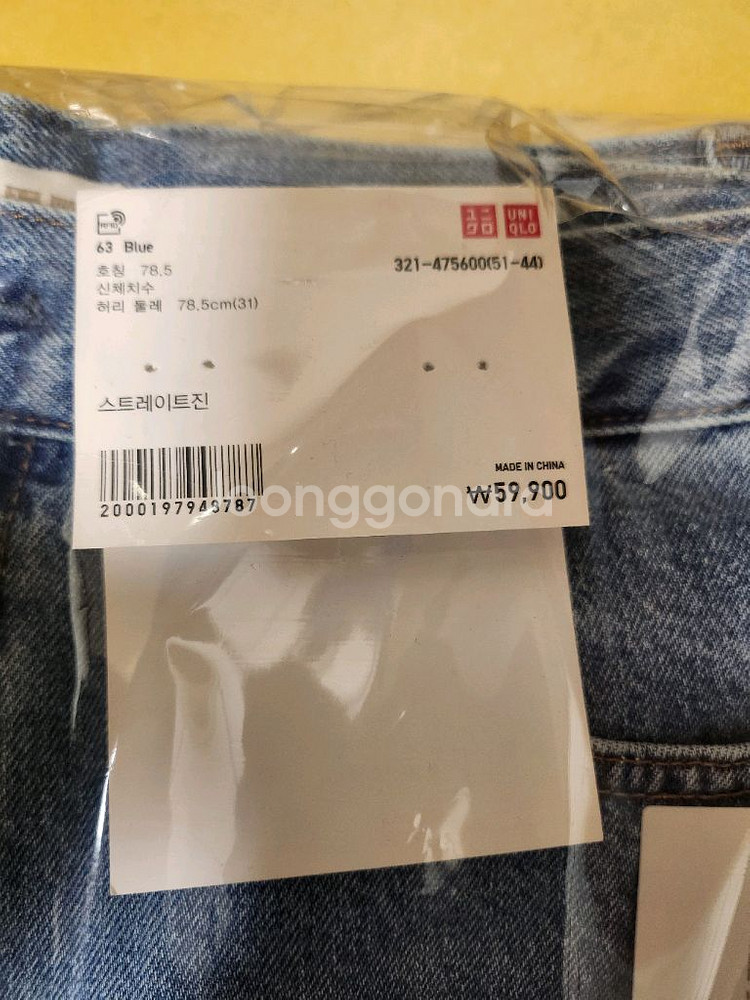 RFID
63 Blue
호칭 78.5
신체치수
허리 둘레 78.5cm(31)
ユニ
クロ
UNI
QLO
321-475600(51-44)
스트레이트진
MADE IN CHINA
₩59,900
2000197948787
joonggonara